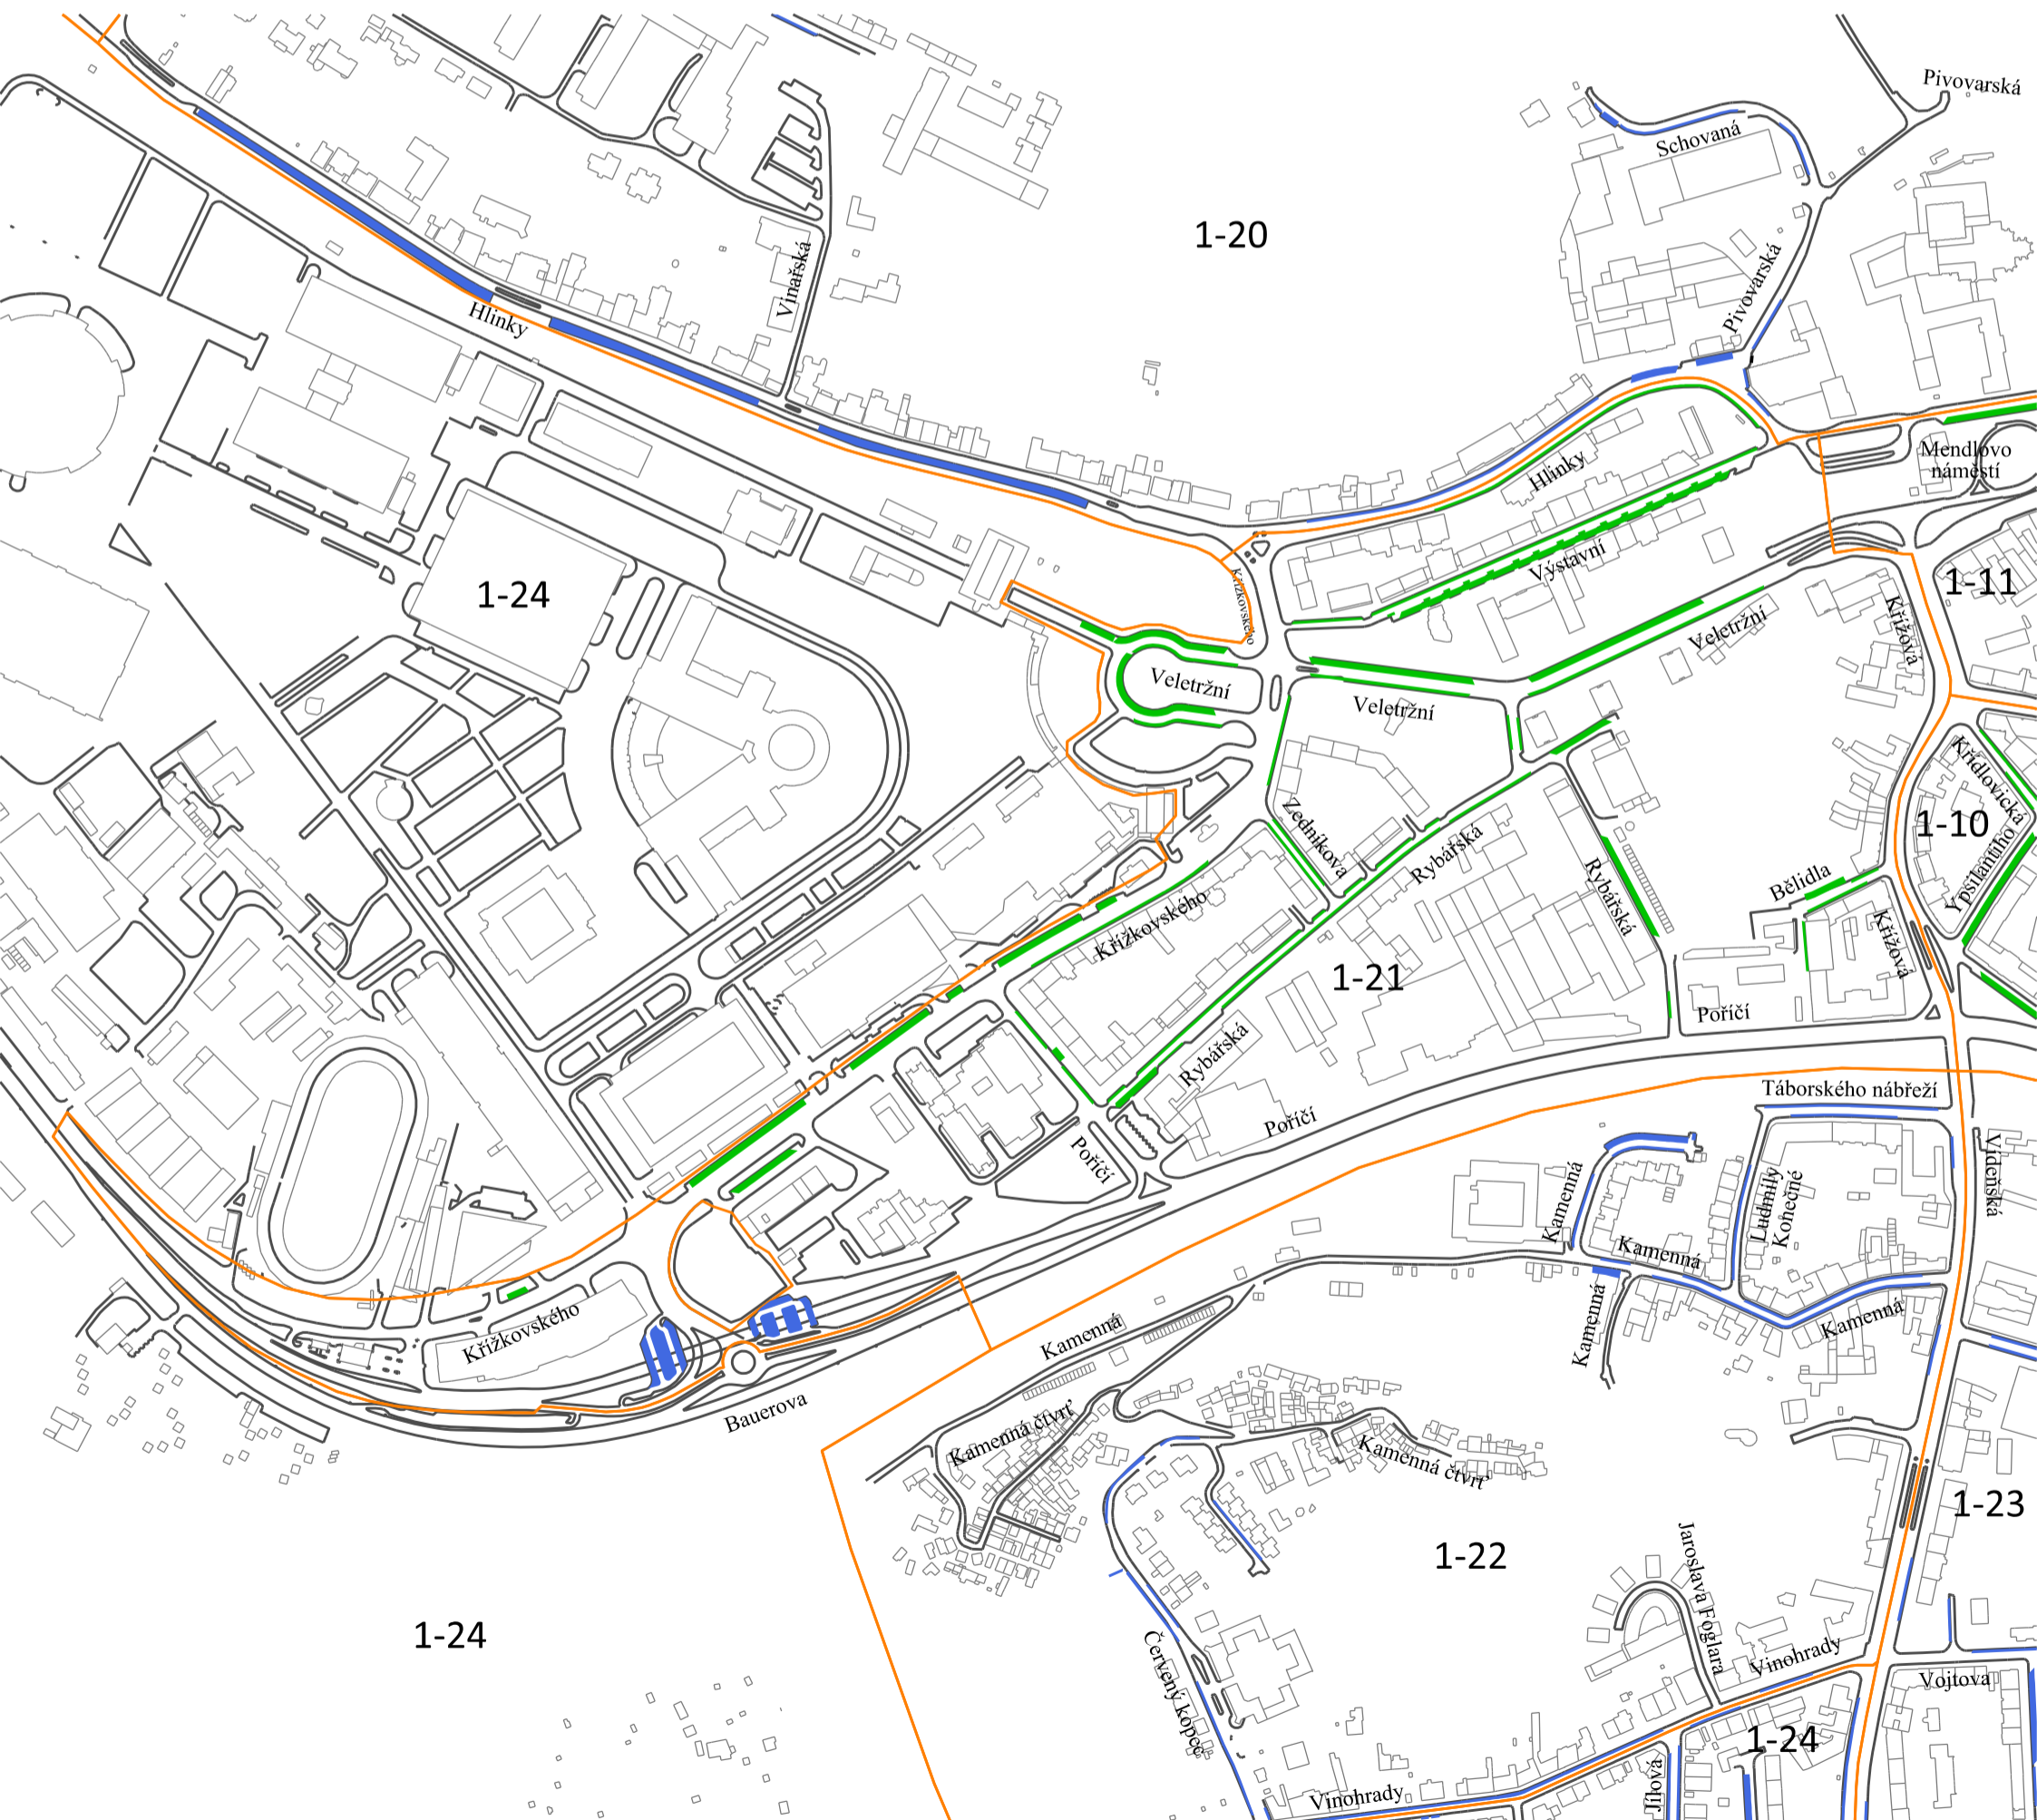 Pivovarská
Schovaná
1-20
Vinařská
Pivovarská
Hlinky
Mendlovo
náměstí
Hlinky
Výstavní
1-24
1-11
Křížkovského
Křížová
Veletržní
Veletržní
Veletržní
Křídlovická
1-10
Zedníkova
Rybářská
Ypsilantiho
Rybářská
Bělidla
Křížkovského
Křížová
1-21
Poříčí
Rybářská
Táborského nábřeží
Poříčí
Poříčí
Vídeňská
Kamenná
Ludmily
Konečné
Kamenná
Křížkovského
Kamenná
Kamenná
Kamenná
Bauerova
Kamenná čtvrť
Kamenná čtvrť
1-23
1-22
Jaroslava Foglara
1-24
Červený kopec
Vinohrady
Vojtova
1-24
Jílová
Vinohrady